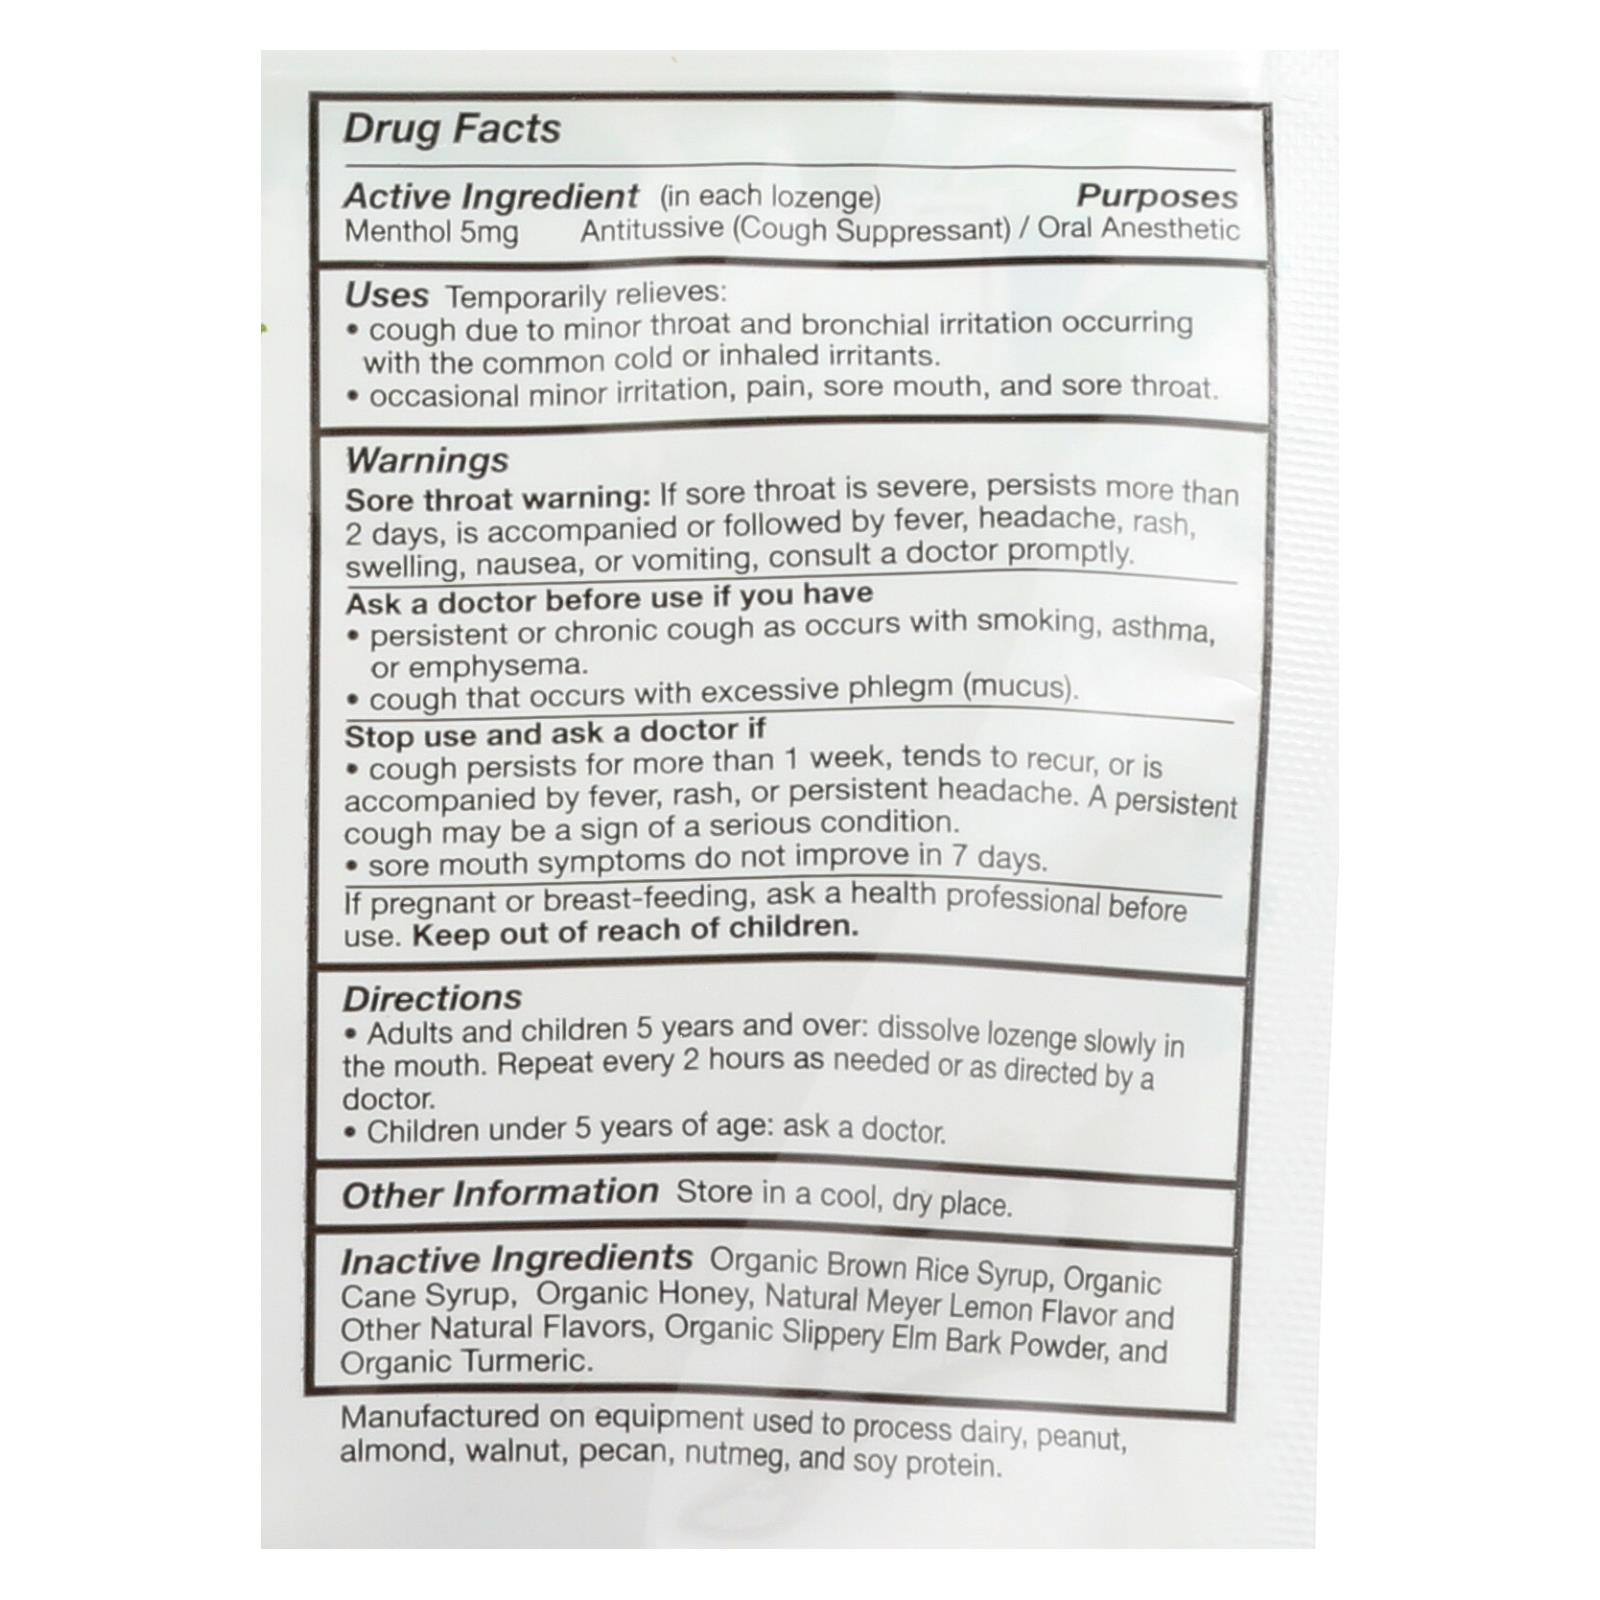 Drug Facts
Active Ingredient (in each lozenge) Purposes
Menthol 5mg Antitussive (Cough Suppressant) / Oral Anesthetic
Uses Temporarily relieves:
• cough due to minor throat and bronchial irritation occurring
with the common cold or inhaled irritants.
• occasional minor irritation, pain, sore mouth, and sore throat.
Warnings
Sore throat warning: If sore throat is severe, persists more than
2 days, is accompanied or followed by fever, headache, rash,
swelling, nausea, or vomiting, consult a doctor promptly.
Ask a doctor before use if you have
• persistent or chronic cough as occurs with smoking, asthma,
or emphysema.
• cough that occurs with excessive phlegm (mucus).
Stop use and ask a doctor if
• cough persists for more than 1 week, tends to recur, or is
accompanied by fever, rash, or persistent headache. A persistent
cough may be a sign of a serious condition.
• sore mouth symptoms do not improve in 7 days.
If pregnant or breast-feeding, ask a health professional before
use. Keep out of reach of children.
Directions
• Adults and children 5 years and over: dissolve lozenge slowly in
the mouth. Repeat every 2 hours as needed or as directed by a
doctor.
• Children under 5 years of age: ask a doctor.
Other Information Store in a cool, dry place.
Inactive Ingredients Organic Brown Rice Syrup, Organic
Cane Syrup, Organic Honey, Natural Meyer Lemon Flavor and
Other Natural Flavors, Organic Slippery Elm Bark Powder, and
Organic Turmeric.
Manufactured on equipment used to process dairy, peanut,
almond, walnut, pecan, nutmeg, and soy protein.